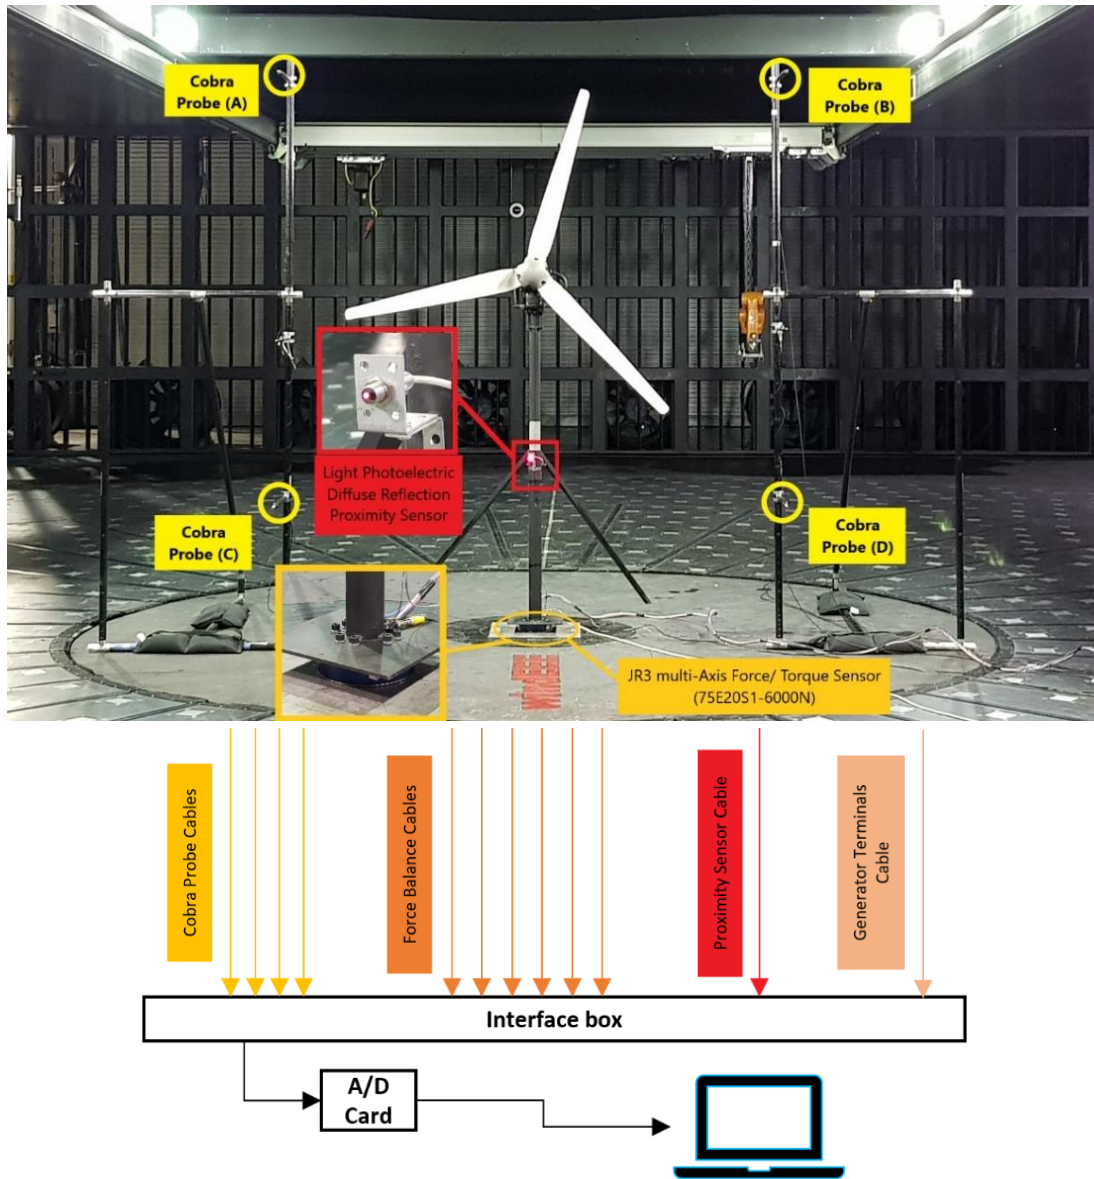 Cobra
Probe (A)
Cobra
Probe (B)
Light Photoelectric
Diffuse Reflection
Proximity Sensor
Cobra
Probe (C)
Cobra
Probe (D)
JR3 multi-Axis Force/ Torque Sensor
(75E20S1-6000N)
Cobra Probe Cables
Force Balance Cables
Proximity Sensor Cable
Generator Terminals
Cable
Interface box
A/D
Card